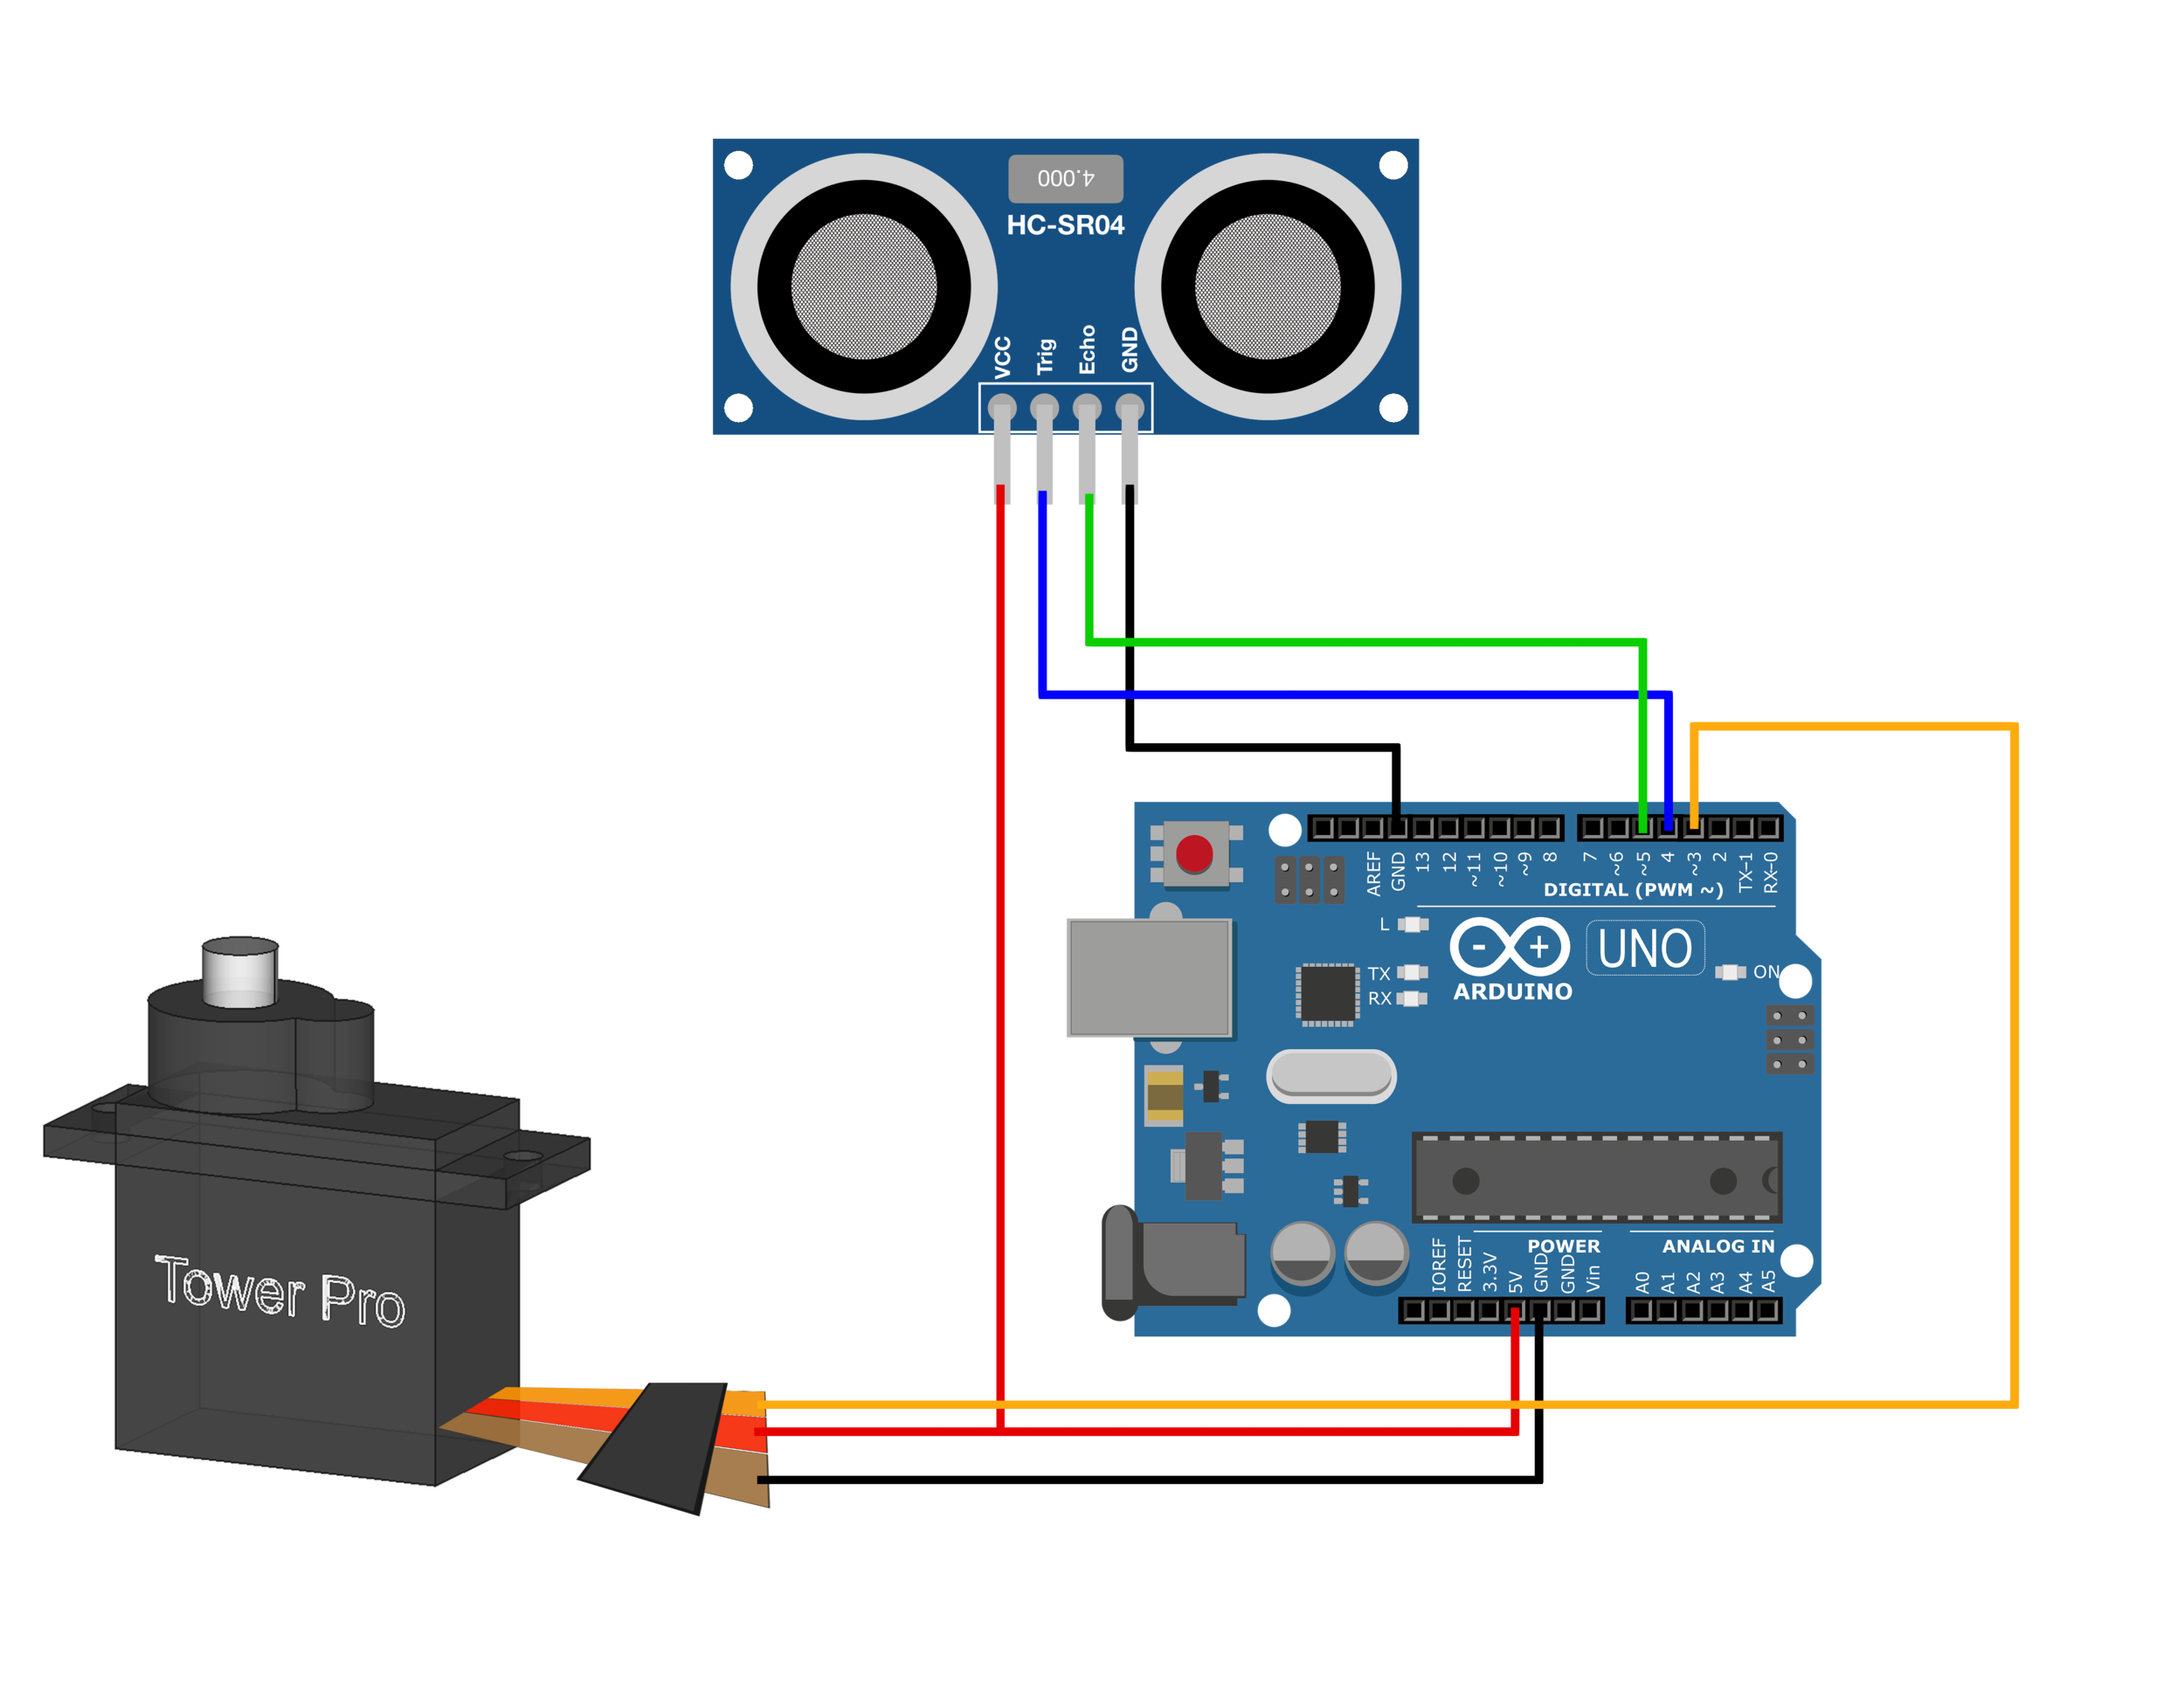 4.000
HC-SR04
VCC
Trig
Echo
GND
AREF
GND
13
12
~11
~10
~9
8
7
~6
~5
4
~3
2
TX-1
RX-0
DIGITAL (PWM ~)
L
TX
RX
- +
ARDUINO
UNO
ON
POWER
ANALOG IN
IOREF
RESET
3.3V
5V
GND
GND
Vin
A0
A1
A2
A3
A4
A5
Tower Pro